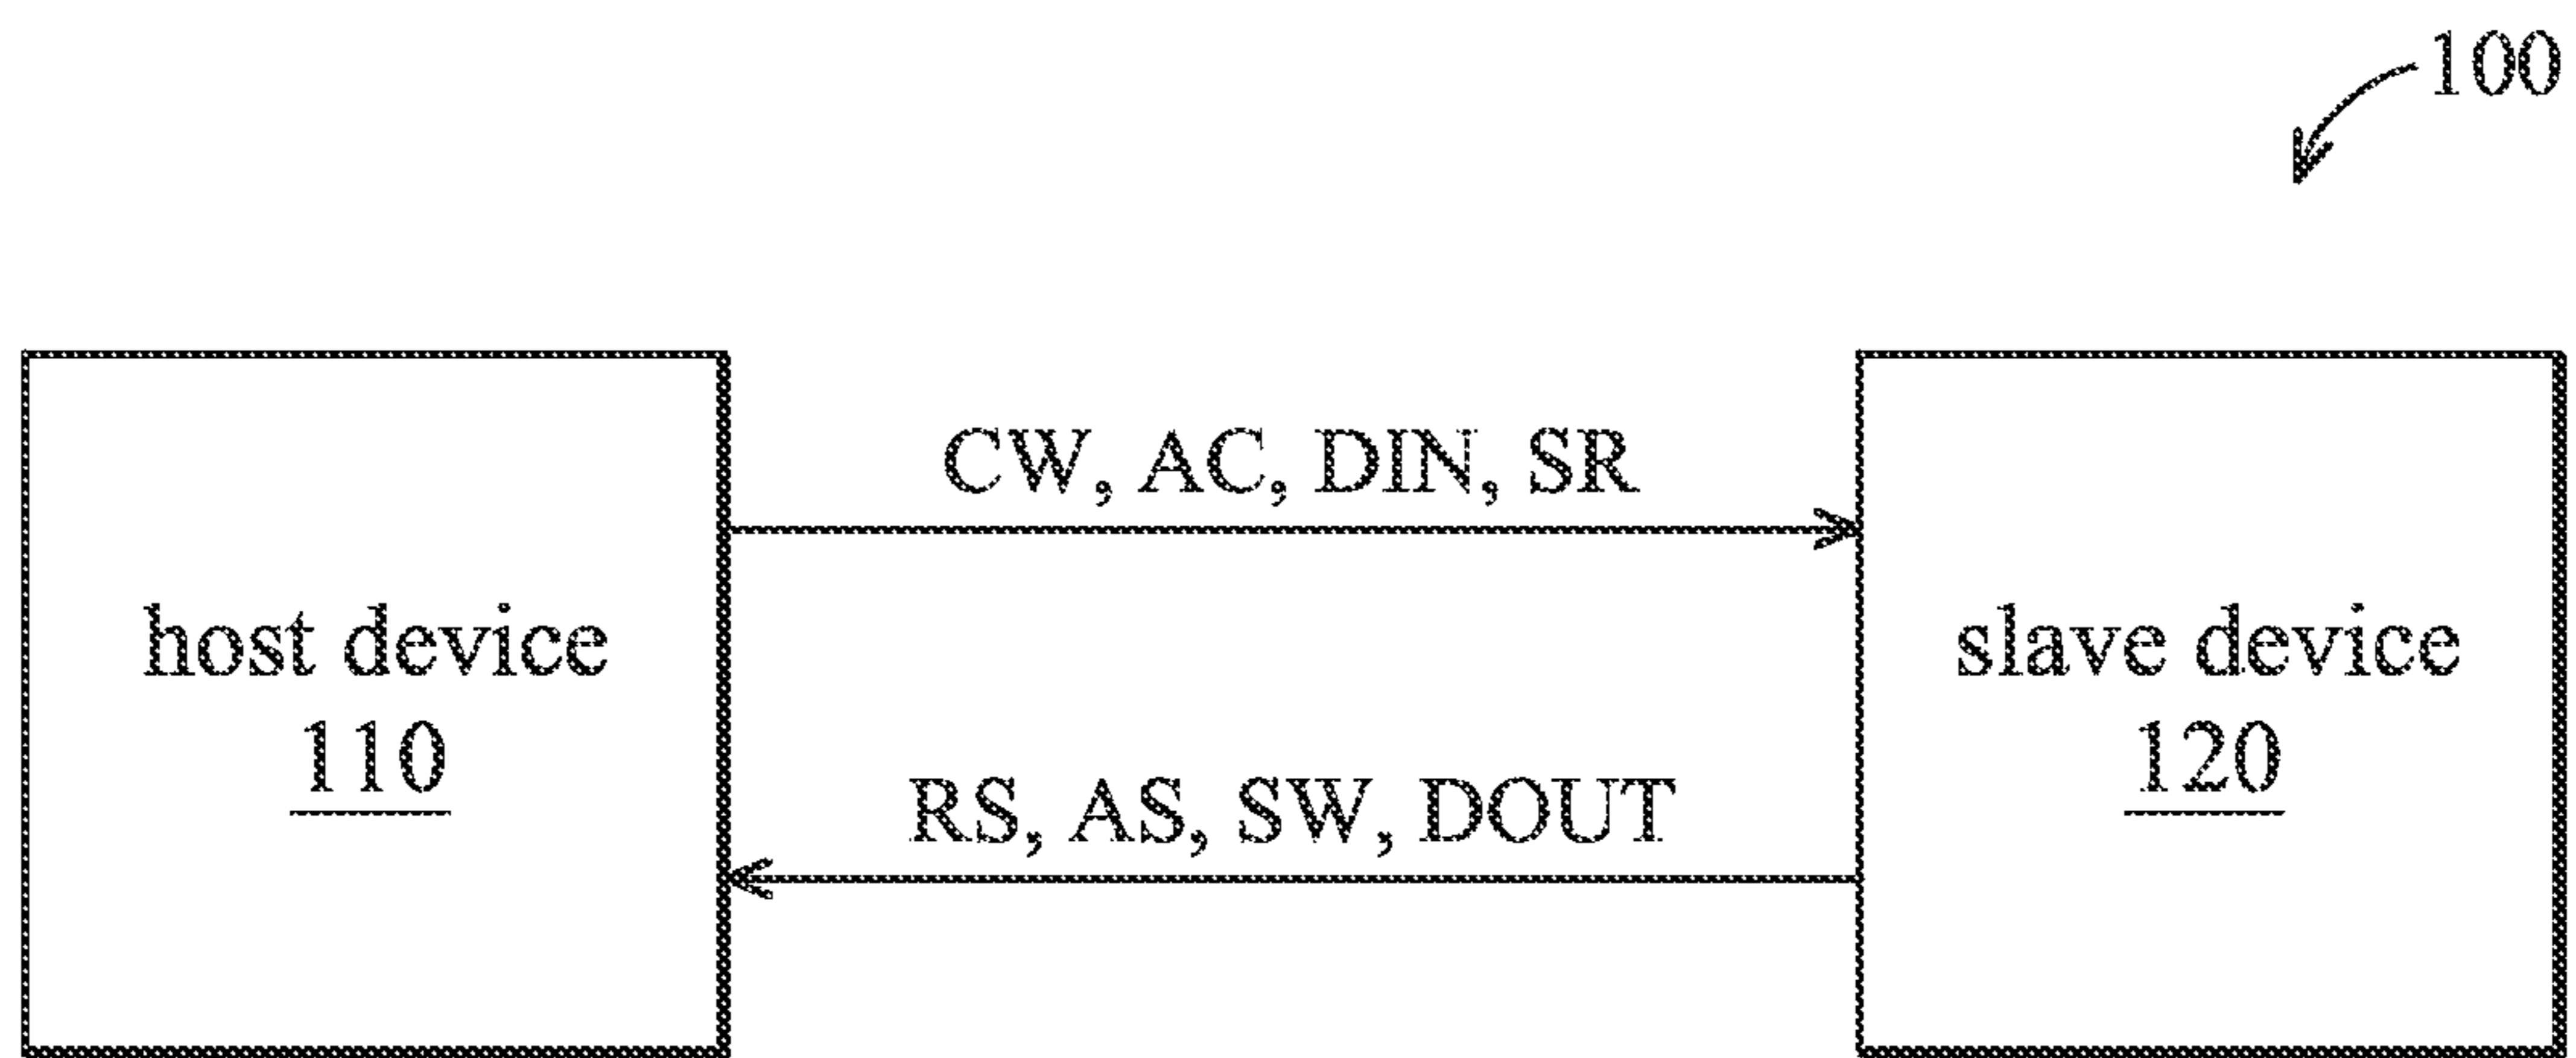 100
CW, AC, DIN, SR
host device
110
slave device
120
RS, AS, SW, DOUT